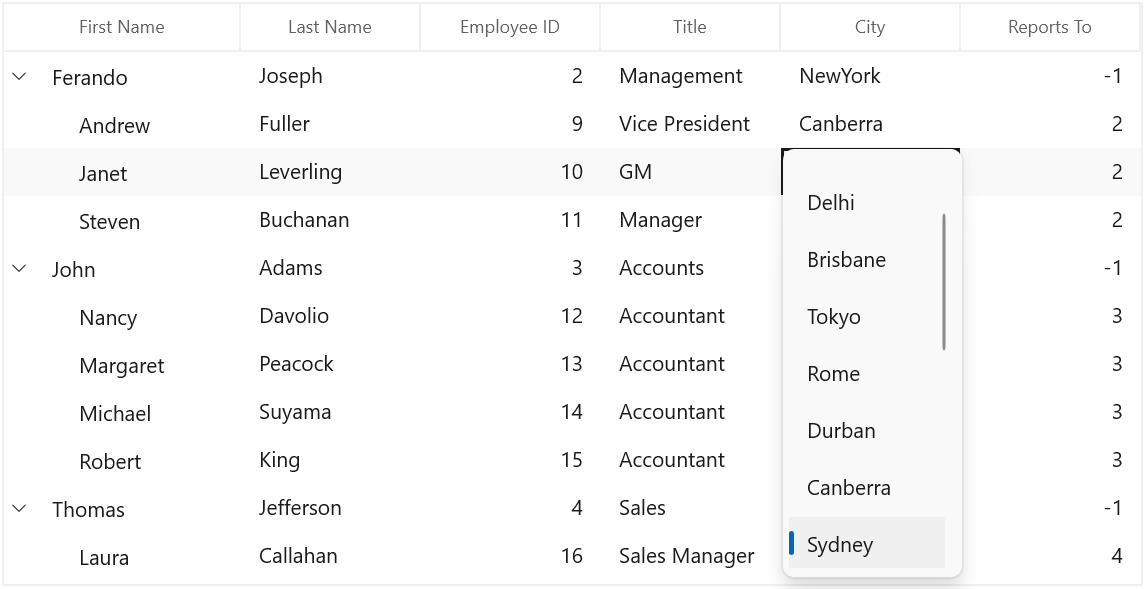 First Name Last Name Employee ID Title City Reports To
Ferando Joseph 2 Management NewYork -1
Andrew Fuller 9 Vice President Canberra 2
Janet Leverling 10 GM 2
Delhi
Steven Buchanan 11 Manager 2
Brisbane
John Adams 3 Accounts -1
Nancy Davolio 12 Accountant Tokyo 3
Margaret Peacock 13 Accountant Rome 3
Michael Suyama 14 Accountant 3
Durban
Robert King 15 Accountant 3
Canberra
Thomas Jefferson 4 Sales -1
Sydney
Laura Callahan 16 Sales Manager 4